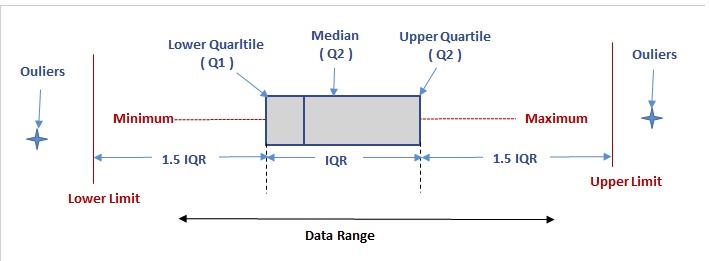 Ouliers
Lower Quarltile
( Q1 )
Median
( Q2 )
Upper Quartile
( Q2 )
Ouliers
Minimum
Maximum
1.5 IQR
IQR
1.5 IQR
Lower Limit
Upper Limit
Data Range